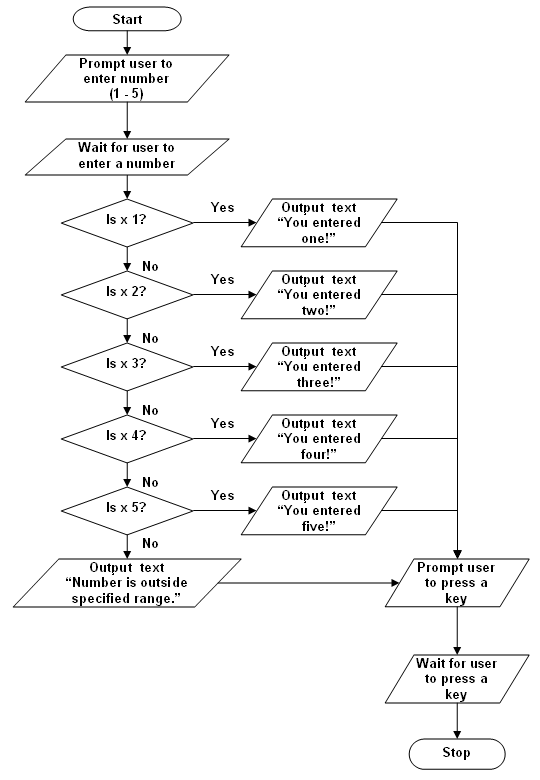 Start
Prompt user to
enter number
(1 - 5)
Wait for user to
enter a number
Is x 1?
Yes
Output text
“You entered
one!”
No
Is x 2?
Yes
Output text
“You entered
two!”
No
Is x 3?
Yes
Output text
“You entered
three!”
No
Is x 4?
Yes
Output text
“You entered
four!”
No
Is x 5?
Yes
Output text
“You entered
five!”
No
Output text
“Number is outside
specified range.”
Prompt user
to press a
key
Wait for user
to press a
key
Stop